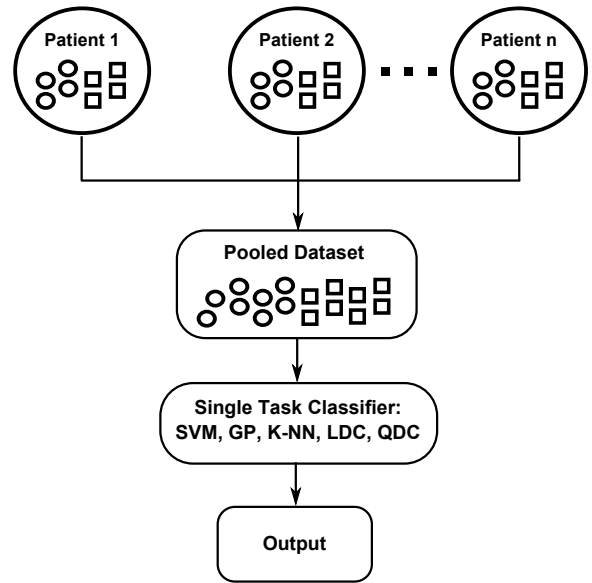 Patient 1
Patient 2
Patient n
Pooled Dataset
Single Task Classifier:
SVM, GP, K-NN, LDC, QDC
Output